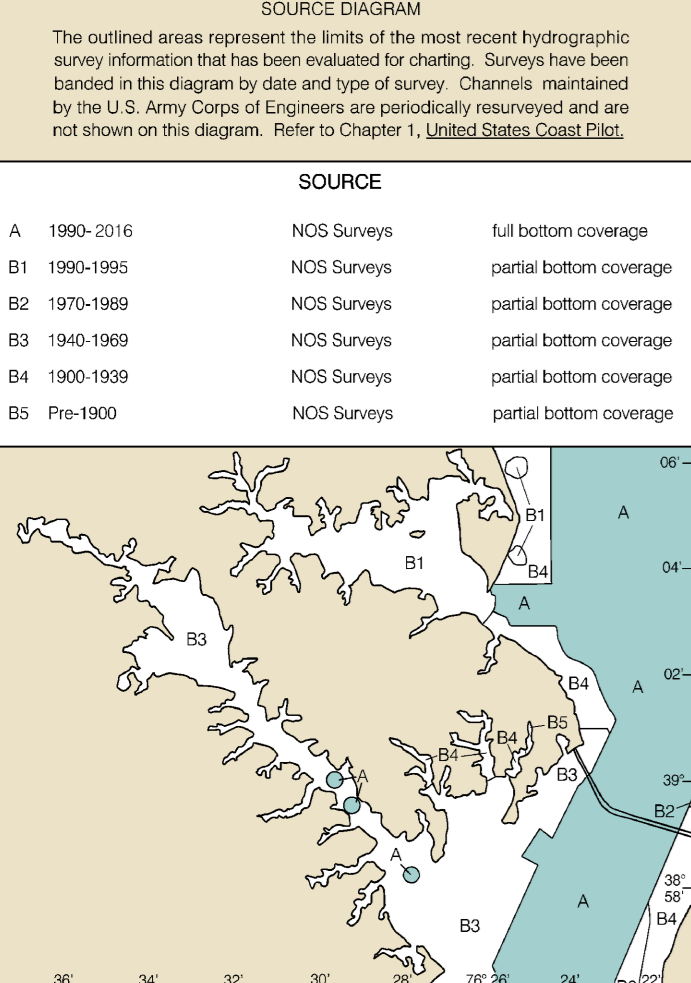 SOURCE DIAGRAM
The outlined areas represent the limits of the most recent hydrographic
survey information that has been evaluated for charting. Surveys have been
banded in this diagram by date and type of survey. Channels maintained
by the U.S. Army Corps of Engineers are periodically resurveyed and are
not shown on this diagram. Refer to Chapter 1, United States Coast Pilot.
SOURCE
A 1990-2016 NOS Surveys full bottom coverage
B1 1990-1995 NOS Surveys partial bottom coverage
B2 1970-1989 NOS Surveys partial bottom coverage
B3 1940-1969 NOS Surveys partial bottom coverage
B4 1900-1939 NOS Surveys partial bottom coverage
B5 Pre-1900 NOS Surveys partial bottom coverage
06'
B1
A
B1
B4
04'
A
B3
02'
B4
A
B5
B4
B4
A
B3
39°
B2
A
38°
58'
A
B4
B3
36'
34'
32'
30'
28'
76° 26'
24'
22'